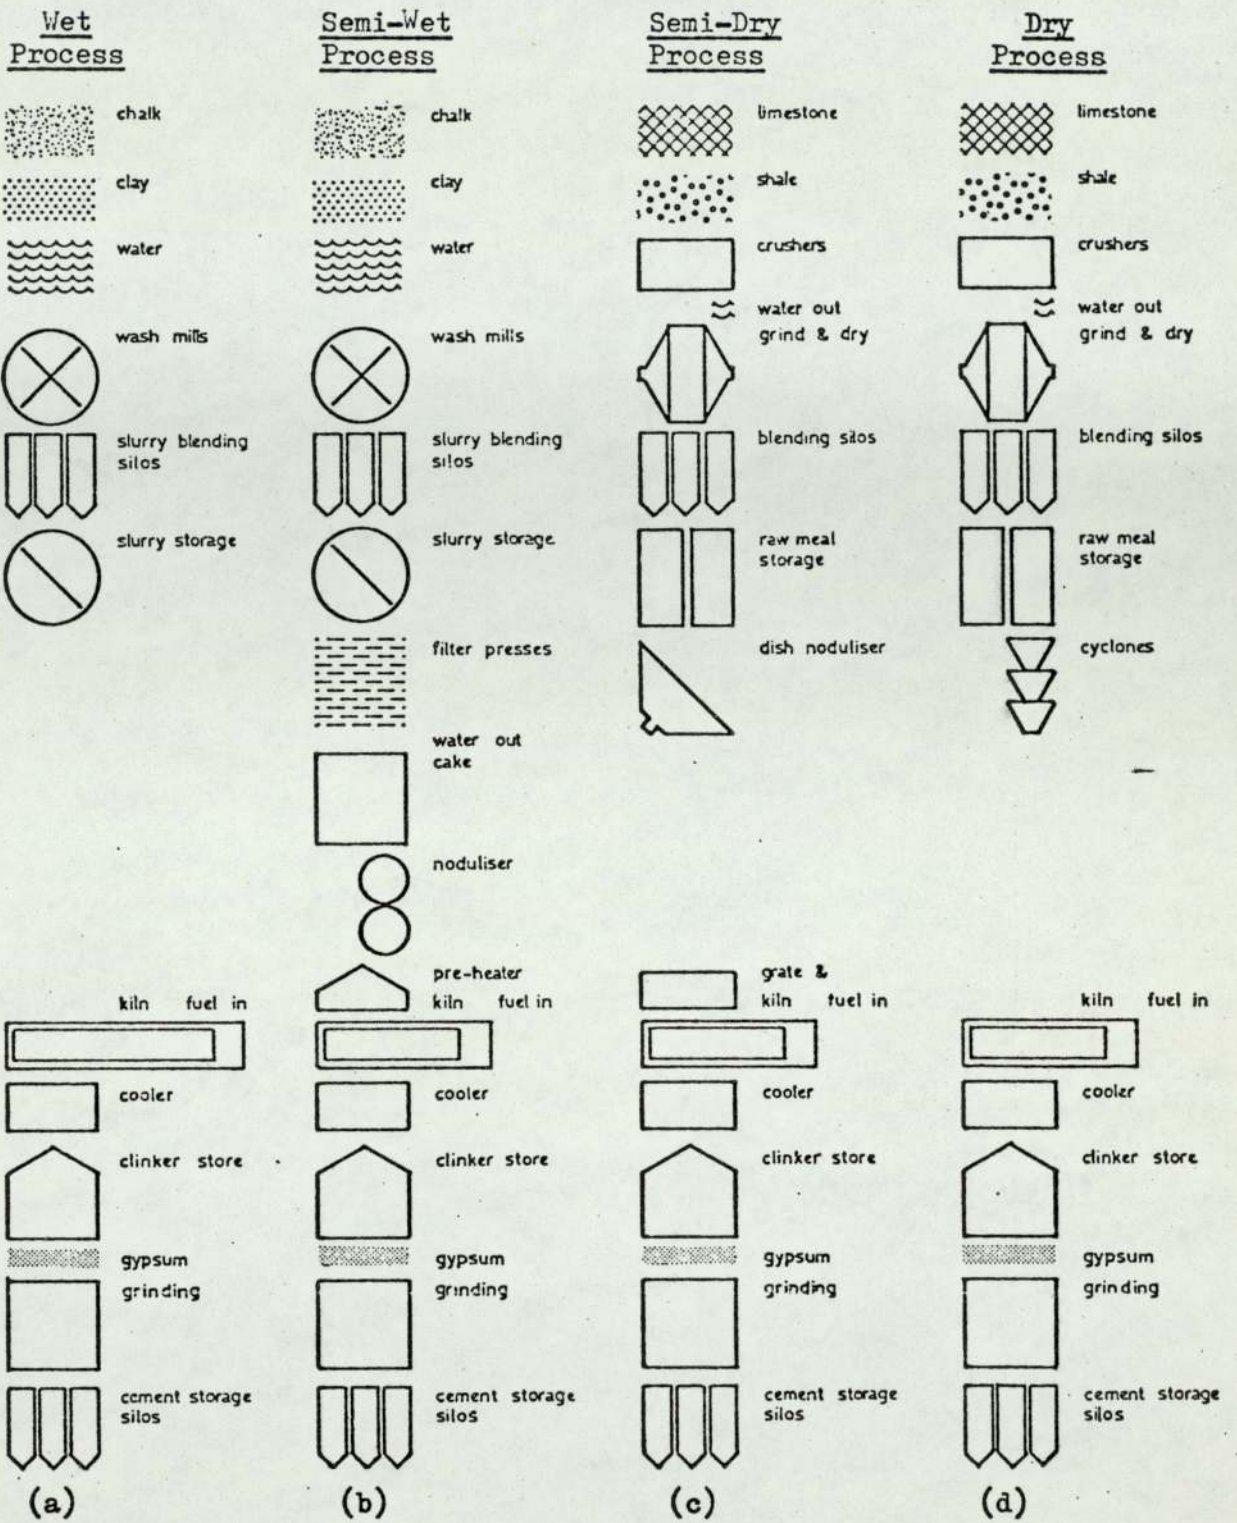 Wet
Process
chalk
clay
water
wash mills
slurry blending
silos
slurry storage
kiln fuel in
cooler
clinker store
gypsum
grinding
cement storage
silos
(a)
Semi-Wet
Process
chalk
clay
water
wash mills
slurry blending
silos
slurry storage
filter presses
water out
cake
noduliser
pre-heater
kiln fuel in
cooler
clinker store
gypsum
grinding
cement storage
silos
(b)
Semi-Dry
Process
limestone
shale
crushers
water out
grind & dry
blending silos
raw meal
storage
dish noduliser
grate &
kiln fuel in
cooler
clinker store
gypsum
grinding
cement storage
silos
(c)
Dry
Process
limestone
shale
crushers
water out
grind & dry
blending silos
raw meal
storage
cyclones
kiln fuel in
cooler
clinker store
gypsum
grinding
cement storage
silos
(d)